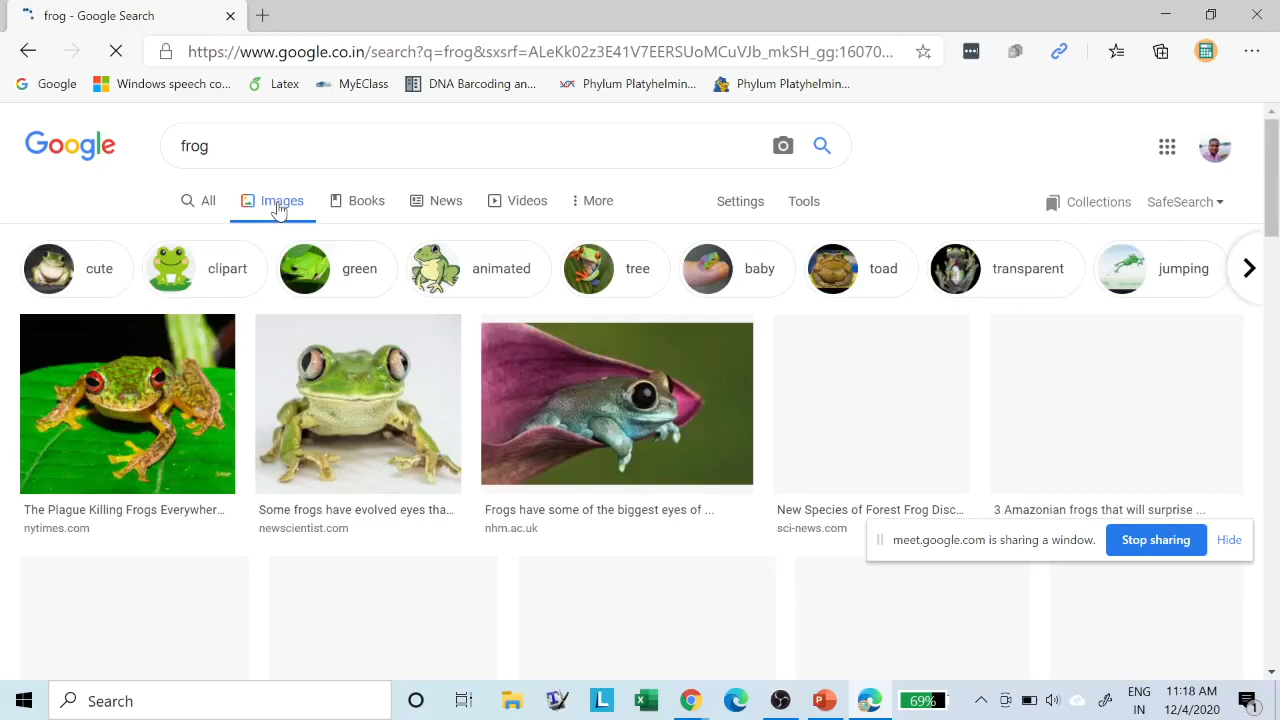 frog - Google Search
https://www.google.co.in/search?q=frog&sxsrf=ALeKk02z3E41V7EERSUoMCuVJb_mkSH_gg:16070...
Google
Windows speech co...
Latex
MyEClass
DNA Barcoding an...
Phylum Platyhelmin...
Phylum Platyhelmin...
Google
frog
All
Images
Books
News
Videos
More
Settings
Tools
Collections
SafeSearch
cute
clipart
green
animated
tree
baby
toad
transparent
jumping
The Plague Killing Frogs Everywher...
nytimes.com
Some frogs have evolved eyes tha...
newscientist.com
Frogs have some of the biggest eyes of ...
nhm.ac.uk
New Species of Forest Frog Disc...
sci-news.com
3 Amazonian frogs that will surprise ...
meet.google.com is sharing a window.
Stop sharing
Hide
Search
69%
ENG
IN
11:18 AM
12/4/2020
1